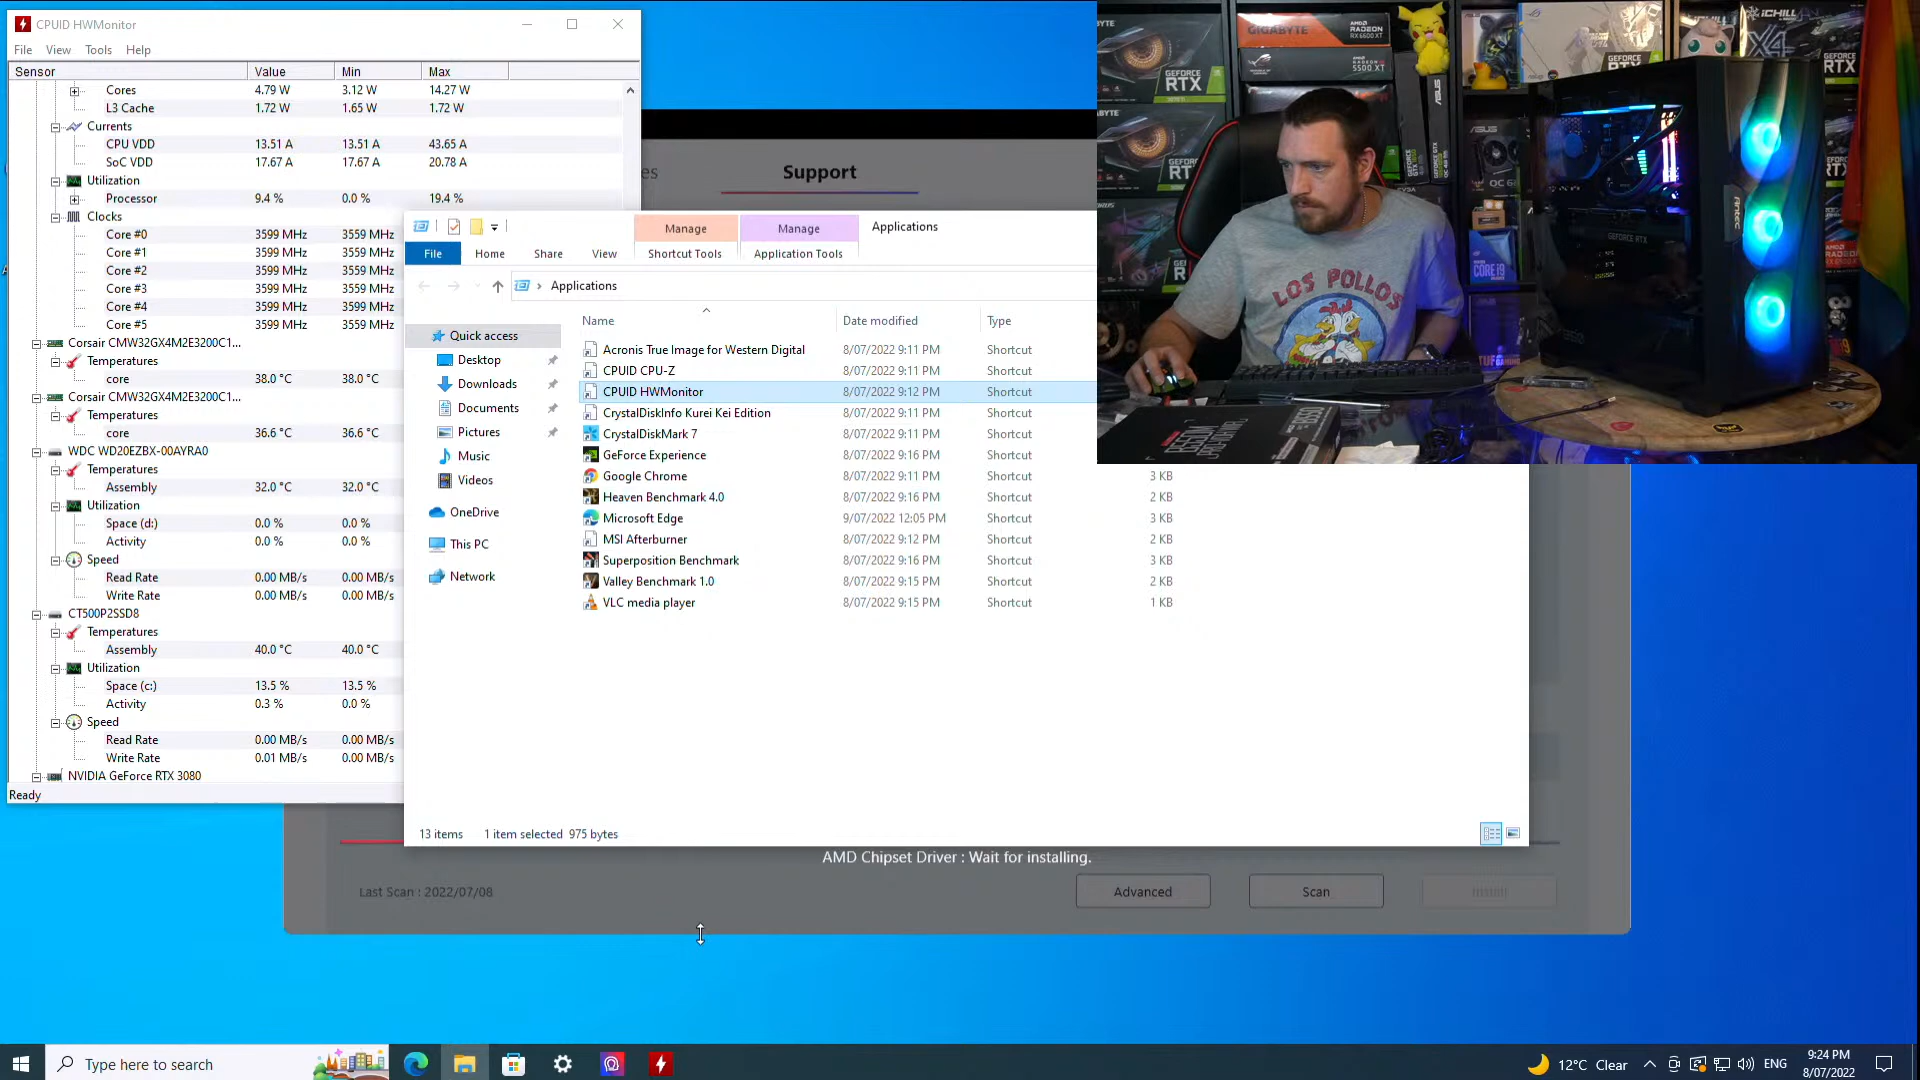 CPUID HWMonitor
File View Tools Help
Sensor Value Min Max
Cores 4.79 W 3.12 W 14.27 W
L3 Cache 1.72 W 1.65 W 1.72 W
Currents
CPU VDD 13.51 A 13.51 A 43.65 A
SoC VDD 17.67 A 17.67 A 20.78 A
Utilization
Processor 9.4 % 0.0 % 19.4 %
Clocks
Core #0 3599 MHz 3559 MHz
Core #1 3599 MHz 3559 MHz
Core #2 3599 MHz 3559 MHz
Core #3 3599 MHz 3559 MHz
Core #4 3599 MHz 3599 MHz
Core #5 3599 MHz 3559 MHz
Corsair CMW32GX4M2E3200C1...
Temperatures
core 38.0 °C 38.0 °C
Corsair CMW32GX4M2E3200C1...
Temperatures
core 36.6 °C 36.6 °C
WDC WD20EZBX-00AYRA0
Temperatures
Assembly 32.0 °C 32.0 °C
Utilization
Space (d:) 0.0 % 0.0 %
Activity 0.0 % 0.0 %
Speed
Read Rate 0.00 MB/s 0.00 MB/s
Write Rate 0.00 MB/s 0.00 MB/s
CT500P2SSD8
Temperatures
Assembly 40.0 °C 40.0 °C
Utilization
Space (c:) 13.5 % 13.5 %
Activity 0.3 % 0.0 %
Speed
Read Rate 0.00 MB/s 0.00 MB/s
Write Rate 0.01 MB/s 0.00 MB/s
NVIDIA GeForce RTX 3080
Ready
es Support
Manage Manage Applications
File Home Share View Shortcut Tools Application Tools
Applications
Quick access
Desktop
Downloads
Documents
Pictures
Music
Videos
OneDrive
This PC
Network
Name Date modified Type
Acronis True Image for Western Digital 8/07/2022 9:11 PM Shortcut
CPUID CPU-Z 8/07/2022 9:11 PM Shortcut
CPUID HWMonitor 8/07/2022 9:12 PM Shortcut
CrystalDiskInfo Kurei Kei Edition 8/07/2022 9:11 PM Shortcut
CrystalDiskMark 7 8/07/2022 9:11 PM Shortcut
GeForce Experience 8/07/2022 9:16 PM Shortcut
Google Chrome 8/07/2022 9:11 PM Shortcut 3 KB
Heaven Benchmark 4.0 8/07/2022 9:16 PM Shortcut 2 KB
Microsoft Edge 9/07/2022 12:05 PM Shortcut 3 KB
MSI Afterburner 8/07/2022 9:12 PM Shortcut 2 KB
Superposition Benchmark 8/07/2022 9:16 PM Shortcut 3 KB
Valley Benchmark 1.0 8/07/2022 9:15 PM Shortcut 2 KB
VLC media player 8/07/2022 9:15 PM Shortcut 1 KB
13 items 1 item selected 975 bytes
AMD Chipset Driver : Wait for installing.
Last Scan : 2022/07/08
Advanced Scan Install
GIGABYTE
RADEON
RX6600 XT
5500 XT
GEFORCE
RTX
ICHILL
X4
LOS POLLOS
Antec
GEFORCE RTX
Type here to search
12°C Clear
ENG
9:24 PM
8/07/2022